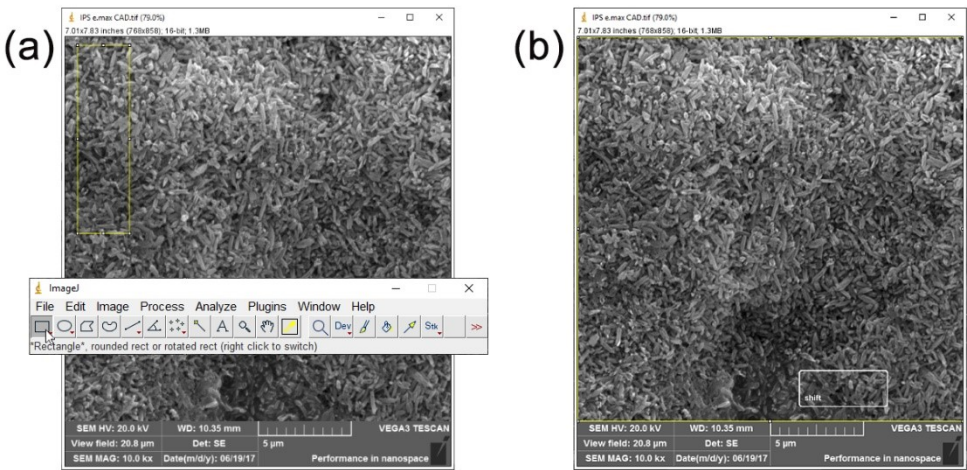 (a)
IPS e.max CAD.tif (79.0%)
7.01x7.83 inches (768x858); 16-bit; 1.3MB
ImageJ
File Edit Image Process Analyze Plugins Window Help
A Dev Stk >>
*Rectangle*, rounded rect or rotated rect (right click to switch)
SEM HV: 20.0 kV WD: 10.35 mm VEGA3 TESCAN
View field: 20.8 µm Det: SE 5 µm
SEM MAG: 10.0 kx Date(m/d/y): 06/19/17 Performance in nanospace
(b)
IPS e.max CAD.tif (79.0%)
7.01x7.83 inches (768x858); 16-bit; 1.3MB
shift
SEM HV: 20.0 kV WD: 10.35 mm VEGA3 TESCAN
View field: 20.8 µm Det: SE 5 µm
SEM MAG: 10.0 kx Date(m/d/y): 06/19/17 Performance in nanospace